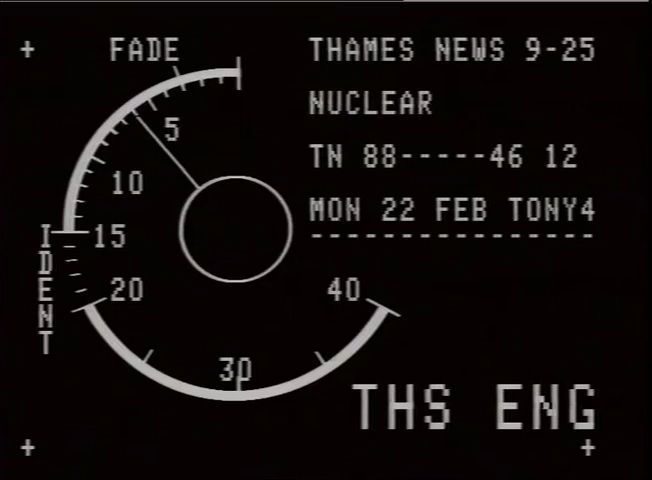 FADE
THAMES NEWS 9-25
NUCLEAR
TN 88-----46 12
MON 22 FEB TONY4
----------------
5
10
15
20
30
40
IDENT
THS ENG